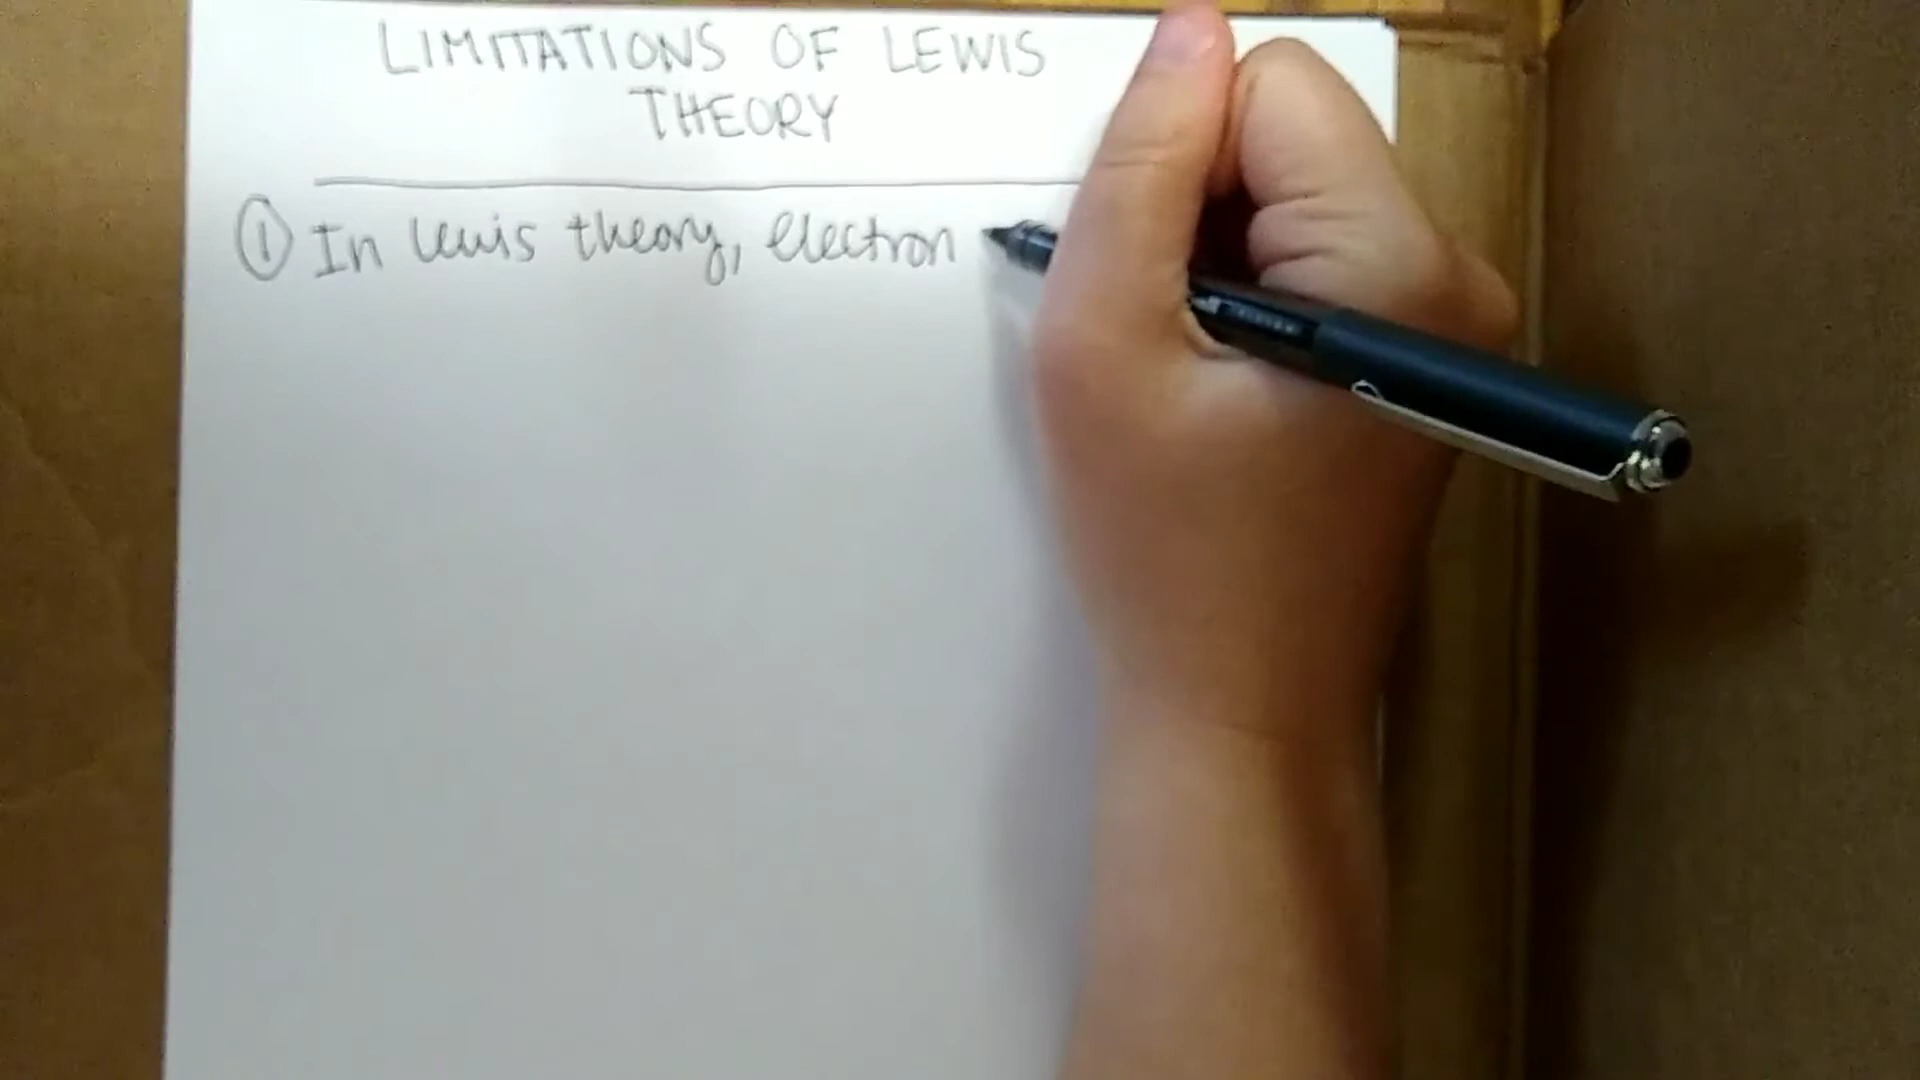 LIMITATIONS OF LEWIS
THEORY
① In lewis theory, electron